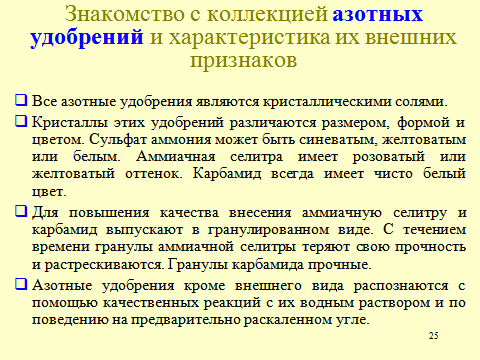 Знакомство с коллекцией азотных
удобрений и характеристика их внешних
признаков
Все азотные удобрения являются кристаллическими солями.
Кристаллы этих удобрений различаются размером, формой и
цветом. Сульфат аммония может быть синеватым, желтоватым
или белым. Аммиачная селитра имеет розоватый или
желтоватый оттенок. Карбамид всегда имеет чисто белый
цвет.
Для повышения качества внесения аммиачную селитру и
карбамид выпускают в гранулированном виде. С течением
времени гранулы аммиачной селитры теряют свою прочность
и растрескиваются. Гранулы карбамида прочные.
Азотные удобрения кроме внешнего вида распознются с
помощью качественных реакций с их водным раствором и по
поведению на предварительно раскаленном угле.
25